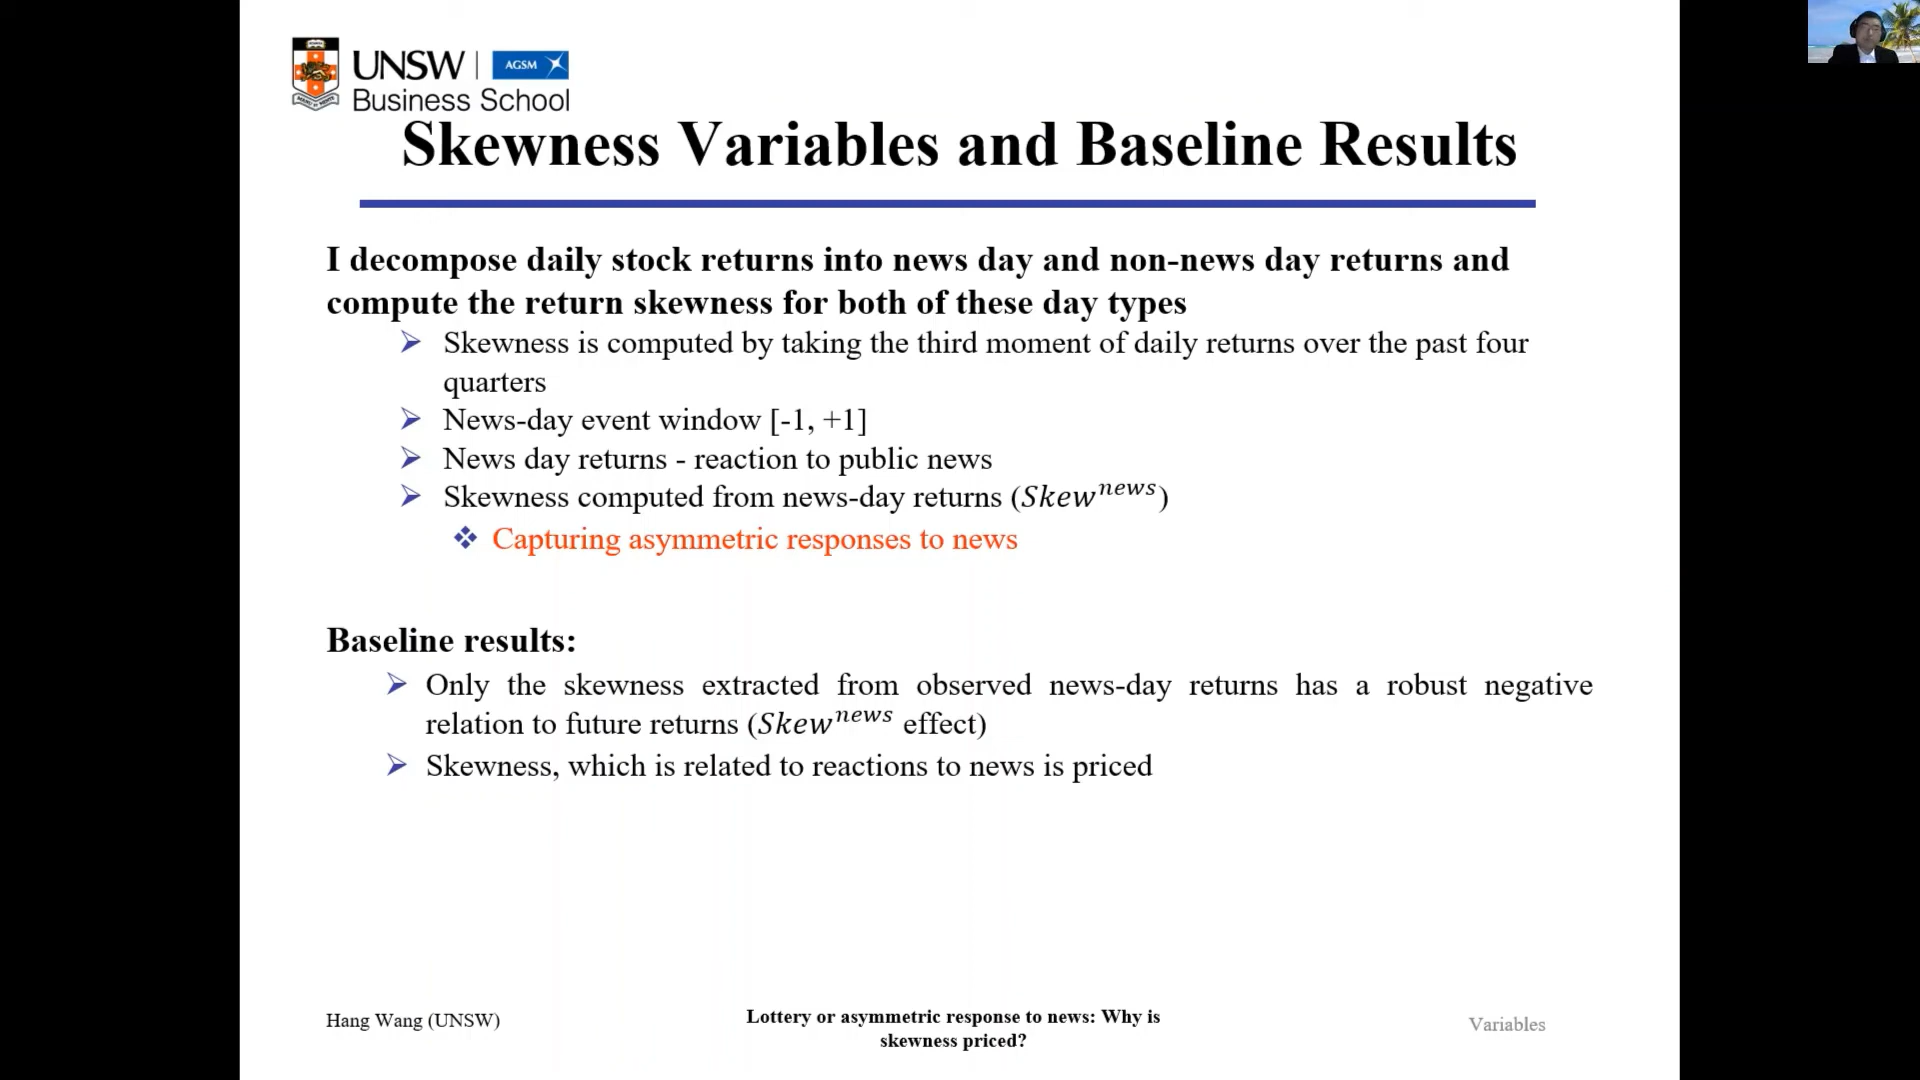 UNSW | AGSM
Business School
Skewness Variables and Baseline Results
I decompose daily stock returns into news day and non-news day returns and
compute the return skewness for both of these day types
➢ Skewness is computed by taking the third moment of daily returns over the past four
quarters
➢ News-day event window [-1, +1]
➢ News day returns - reaction to public news
➢ Skewness computed from news-day returns (Skew^news)
❖ Capturing asymmetric responses to news
Baseline results:
➢ Only the skewness extracted from observed news-day returns has a robust negative
relation to future returns (Skew^news effect)
➢ Skewness, which is related to reactions to news is priced
Hang Wang (UNSW)
Lottery or asymmetric response to news: Why is
skewness priced?
Variables